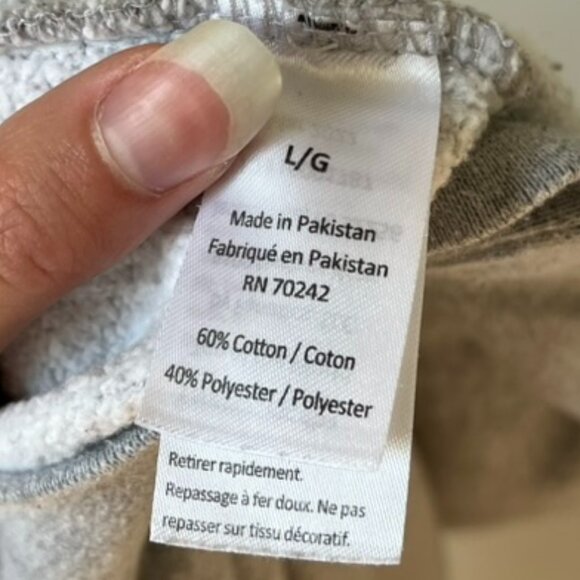 L/G
Made in Pakistan
Fabriqué en Pakistan
RN 70242
60% Cotton / Coton
40% Polyester / Polyester
Retirer rapidement.
Repassage à fer doux. Ne pas
repasser sur tissu décoratif.